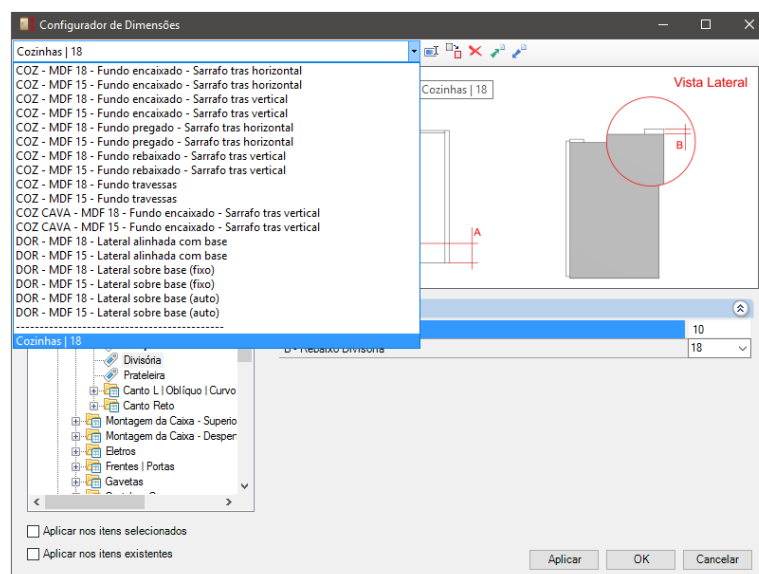 Configurador de Dimensões
Cozinhas | 18
COZ - MDF 18 - Fundo encaixado - Sarrafo tras horizontal
COZ - MDF 15 - Fundo encaixado - Sarrafo tras horizontal
COZ - MDF 18 - Fundo encaixado - Sarrafo tras vertical
COZ - MDF 15 - Fundo encaixado - Sarrafo tras vertical
COZ - MDF 18 - Fundo pregado - Sarrafo tras horizontal
COZ - MDF 15 - Fundo pregado - Sarrafo tras horizontal
COZ - MDF 18 - Fundo rebaixado - Sarrafo tras vertical
COZ - MDF 15 - Fundo rebaixado - Sarrafo tras vertical
COZ - MDF 18 - Fundo travessas
COZ - MDF 15 - Fundo travessas
COZ CAVA - MDF 18 - Fundo encaixado - Sarrafo tras vertical
COZ CAVA - MDF 15 - Fundo encaixado - Sarrafo tras vertical
DOR - MDF 18 - Lateral alinhada com base
DOR - MDF 15 - Lateral alinhada com base
DOR - MDF 18 - Lateral sobre base (fixo)
DOR - MDF 15 - Lateral sobre base (fixo)
DOR - MDF 18 - Lateral sobre base (auto)
DOR - MDF 15 - Lateral sobre base (auto)
--------------------------------------------
Cozinhas | 18
Cozinhas | 18
Vista Lateral
B
A
10
B - Rebaixo Divisória
18
Divisória
Prateleira
Canto L | Oblíquo | Curvo
Canto Reto
Montagem da Caixa - Superio
Montagem da Caixa - Desper
Eletros
Frentes | Portas
Gavetas
Aplicar nos itens selecionados
Aplicar nos itens existentes
Aplicar
OK
Cancelar